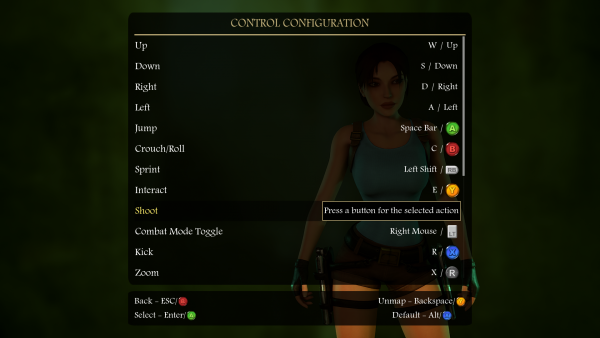 CONTROL CONFIGURATION
Up W / Up
Down S / Down
Right D / Right
Left A / Left
Jump Space Bar / A
Crouch/Roll C / B
Sprint Left Shift / RB
Interact E / Y
Shoot Press a button for the selected action
Combat Mode Toggle Right Mouse / LT
Kick R / X
Zoom X / R
Back - ESC/ Unmap - Backspace/
Select - Enter/ Default - Alt/